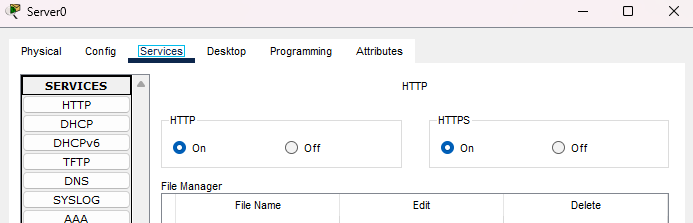 Server0
Physical Config Services Desktop Programming Attributes
SERVICES
HTTP
DHCP
DHCPv6
TFTP
DNS
SYSLOG
AAA
HTTP
HTTP
On Off
HTTPS
On Off
File Manager
File Name Edit Delete